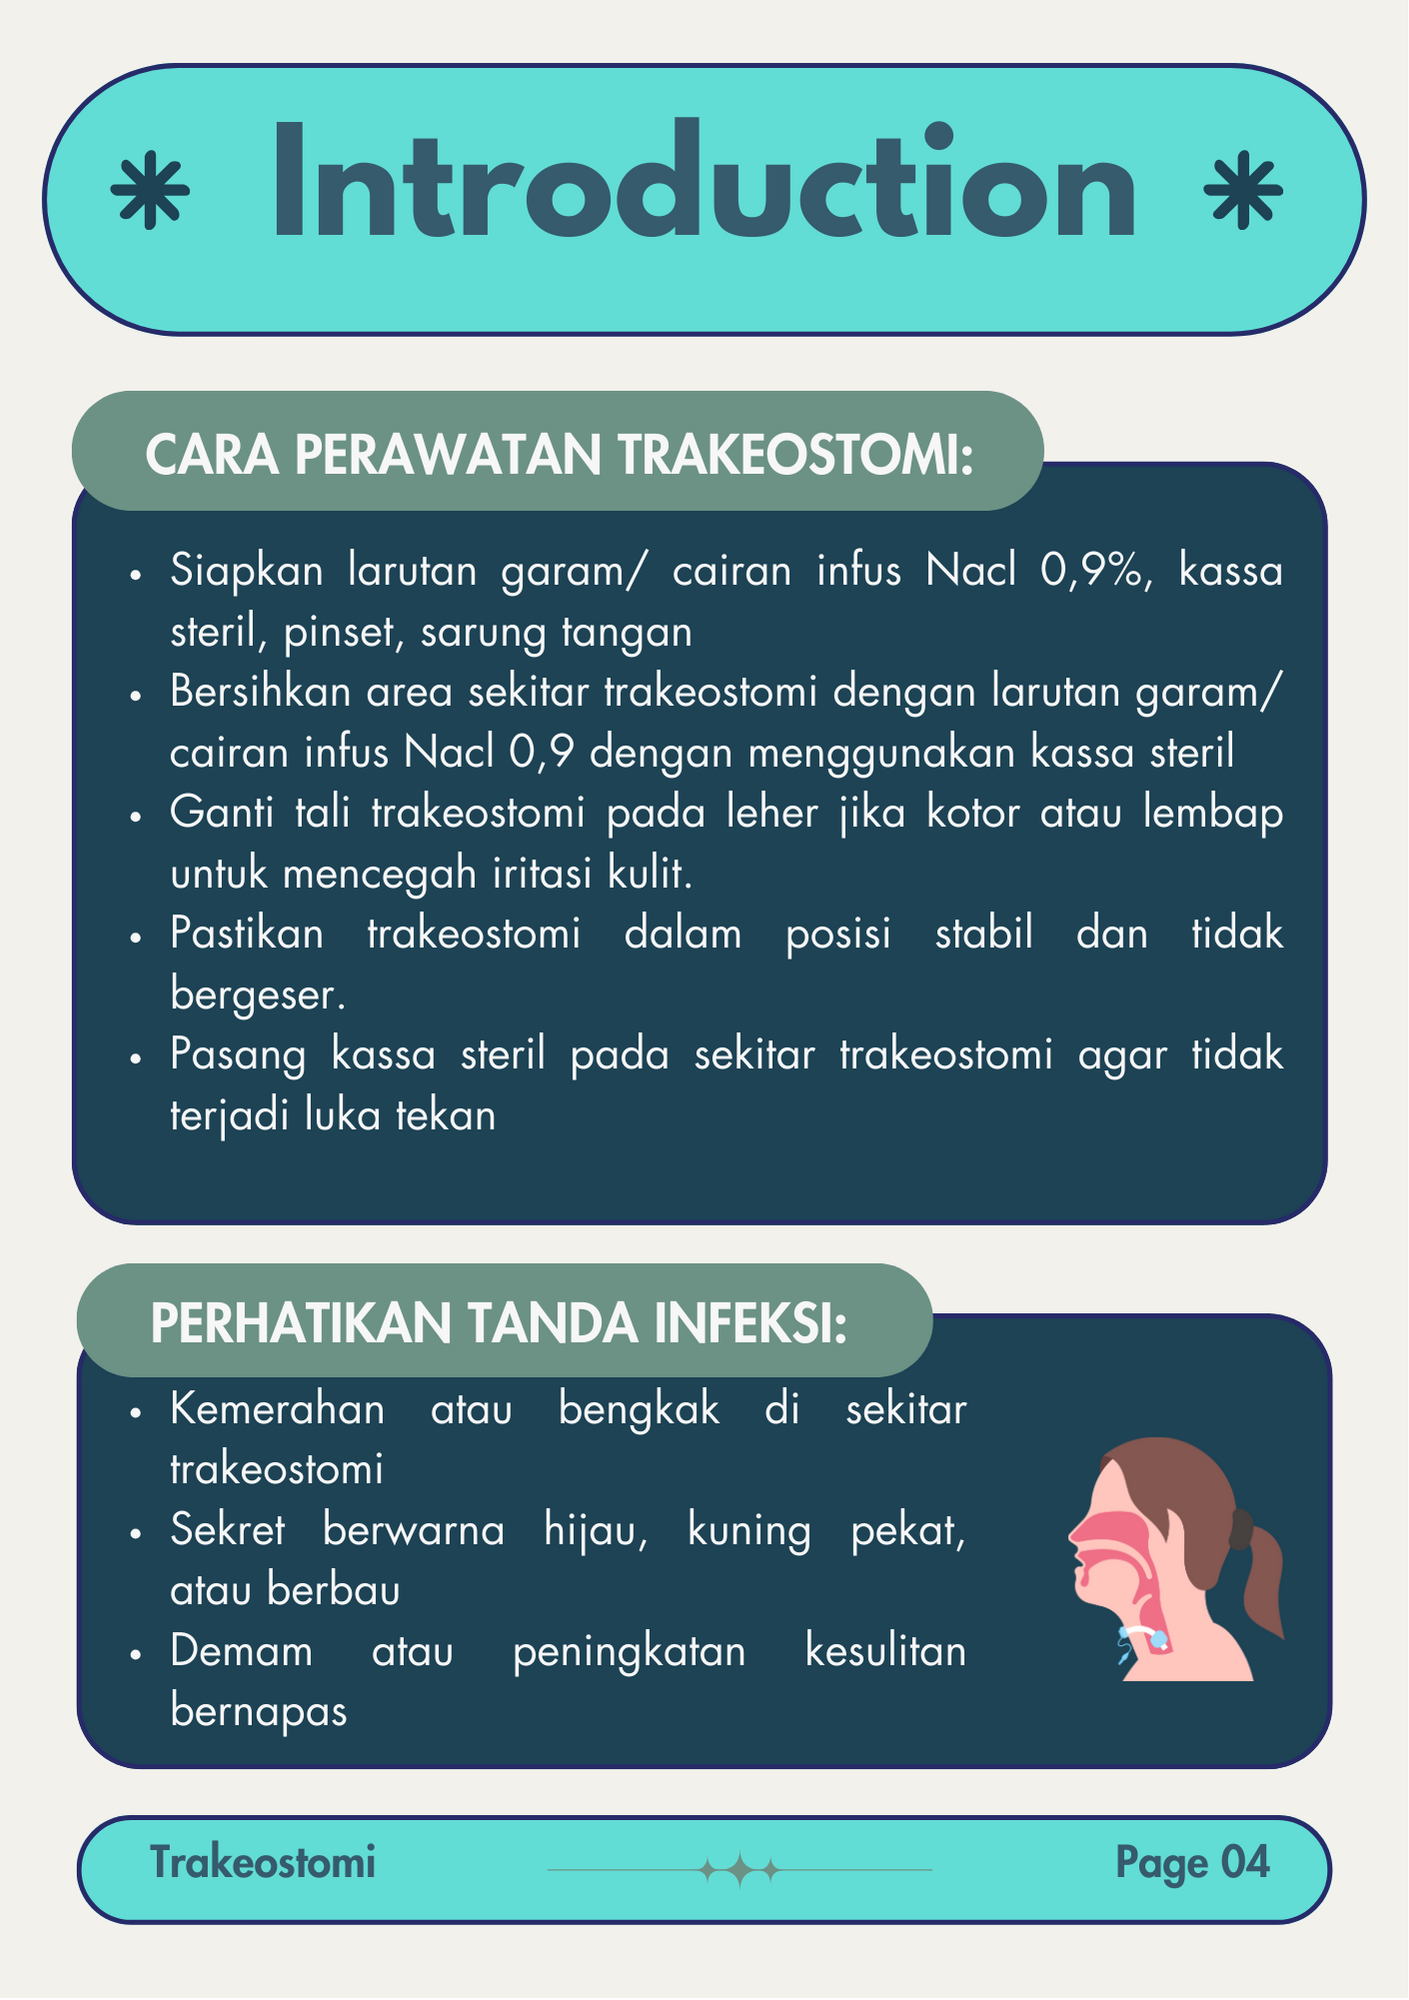 Introduction
CARA PERAWATAN TRAKEOSTOMI:
• Siapkan larutan garam/ cairan infus Nacl 0,9%, kassa
steril, pinset, sarung tangan
• Bersihkan area sekitar trakeostomi dengan larutan garam/
cairan infus Nacl 0,9 dengan menggunakan kassa steril
• Ganti tali trakeostomi pada leher jika kotor atau lembap
untuk mencegah iritasi kulit.
• Pastikan trakeostomi dalam posisi stabil dan tidak
bergeser.
• Pasang kassa steril pada sekitar trakeostomi agar tidak
terjadi luka tekan
PERHATIKAN TANDA INFEKSI:
• Kemerahan atau bengkak di sekitar
trakeostomi
• Sekret berwarna hijau, kuning pekat,
atau berbau
• Demam atau peningkatan kesulitan
bernapas
Trakeostomi
Page 04